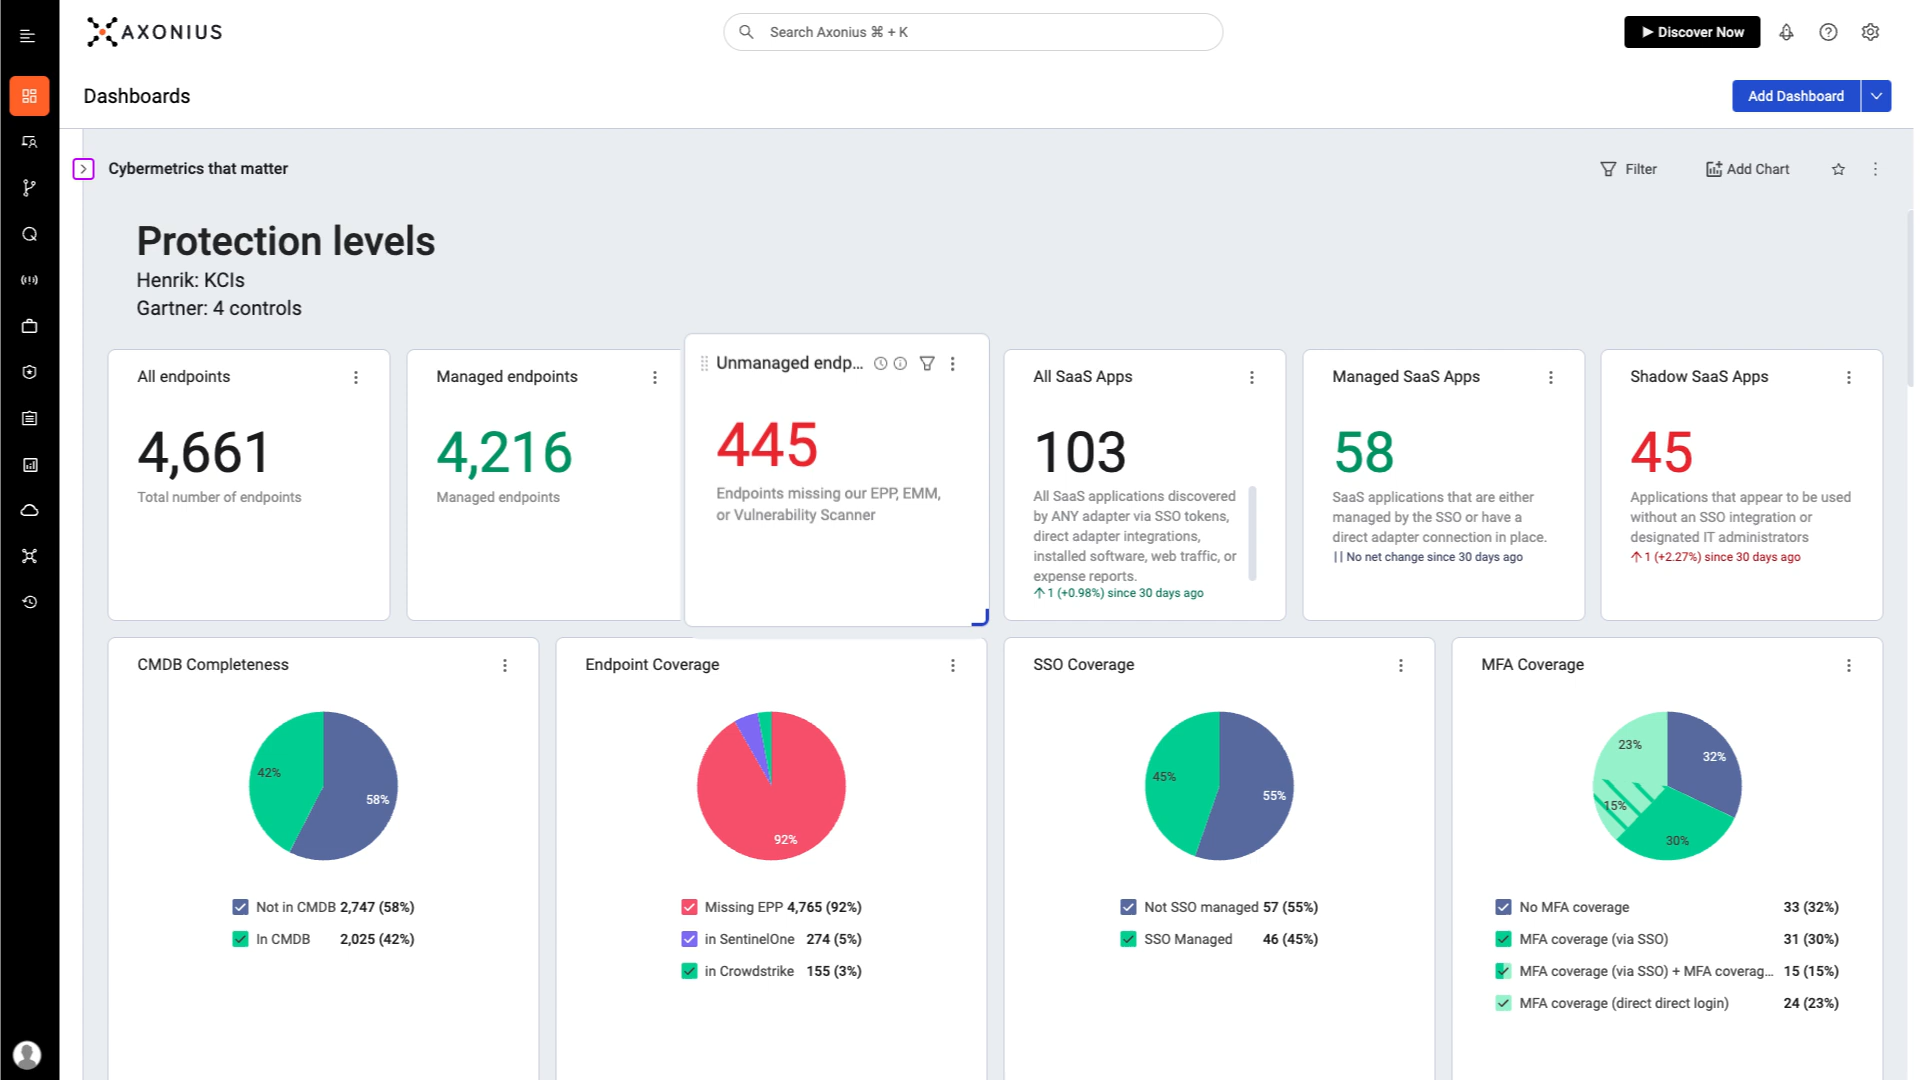 AXONIUS
Search Axonius ⌘ + K
Discover Now
Dashboards
Add Dashboard
Cybermetrics that matter
Filter
Add Chart
Protection levels
Henrik: KCIs
Gartner: 4 controls
All endpoints
4,661
Total number of endpoints
Managed endpoints
4,216
Managed endpoints
Unmanaged endp...
445
Endpoints missing our EPP, EMM,
or Vulnerability Scanner
All SaaS Apps
103
All SaaS applications discovered
by ANY adapter via SSO tokens,
direct adapter integrations,
installed software, web traffic, or
expense reports.
1 (+0.98%) since 30 days ago
Managed SaaS Apps
58
SaaS applications that are either
managed by the SSO or have a
direct adapter connection in place.
No net change since 30 days ago
Shadow SaaS Apps
45
Applications that appear to be used
without an SSO integration or
designated IT administrators
1 (+2.27%) since 30 days ago
CMDB Completeness
42%
58%
Not in CMDB 2,747 (58%)
In CMDB 2,025 (42%)
Endpoint Coverage
92%
Missing EPP 4,765 (92%)
in SentinelOne 274 (5%)
in Crowdstrike 155 (3%)
SSO Coverage
45%
55%
Not SSO managed 57 (55%)
SSO Managed 46 (45%)
MFA Coverage
23%
32%
15%
30%
No MFA coverage 33 (32%)
MFA coverage (via SSO) 31 (30%)
MFA coverage (via SSO) + MFA coverag... 15 (15%)
MFA coverage (direct direct login) 24 (23%)